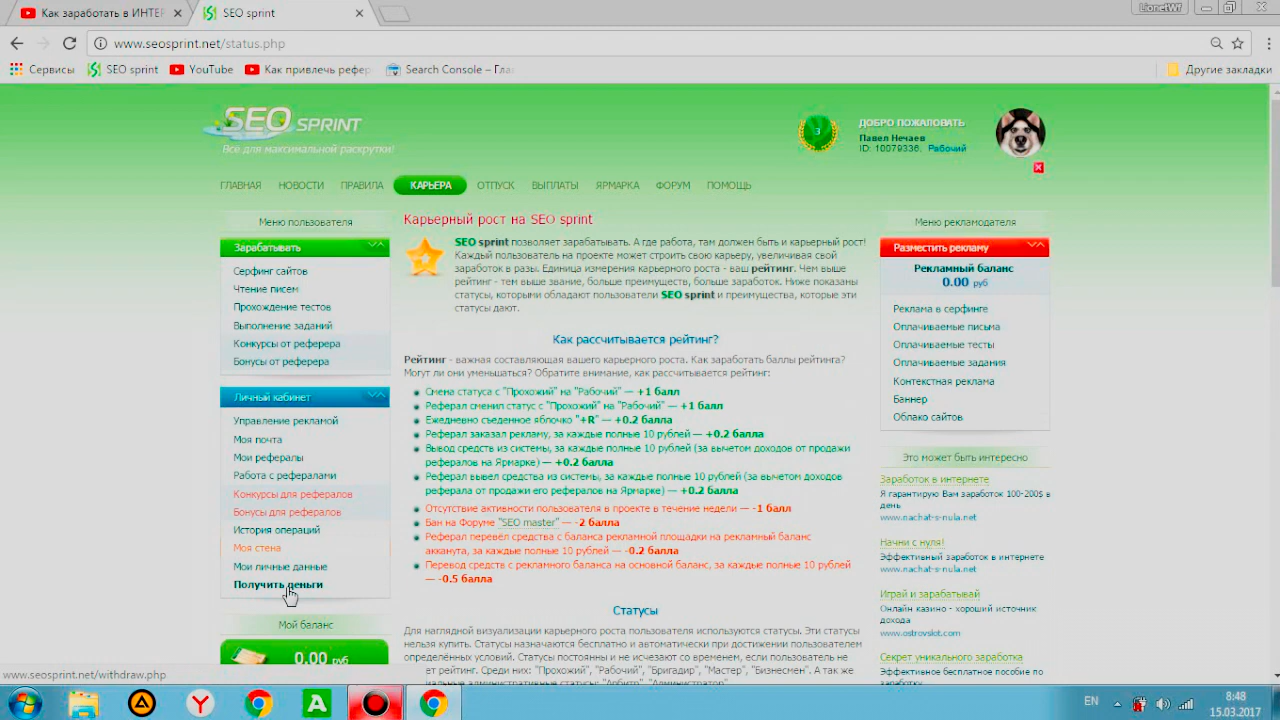 Как заработать в ИНТЕР
SEO sprint
LionetWf
www.seosprint.net/status.php
Сервисы
SEO sprint
YouTube
Как привлечь рефер
Search Console – Гла
Другие закладки
SEO SPRINT
Всё для максимальной раскрутки!
3
ДОБРО ПОЖАЛОВАТЬ
Павел Нечаев
ID: 10079336, Рабочий
ГЛАВНАЯ НОВОСТИ ПРАВИЛА КАРЬЕРА ОТПУСК ВЫПЛАТЫ ЯРМАРКА ФОРУМ ПОМОЩЬ
Меню пользователя
Зарабатывать
Серфинг сайтов
Чтение писем
Прохождение тестов
Выполнение заданий
Конкурсы от реферера
Бонусы от реферера
Личный кабинет
Управление рекламой
Моя почта
Мои рефералы
Работа с рефералами
Конкурсы для рефералов
Бонусы для рефералов
История операций
Моя стена
Мои личные данные
Получить деньги
Мой баланс
0.00 руб
Карьерный рост на SEO sprint
SEO sprint позволяет зарабатывать. А где работа, там должен быть и карьерный рост!
Каждый пользователь на проекте может строить свою карьеру, увеличивая свой
заработок в разы. Единица измерения карьерного роста - ваш рейтинг. Чем выше
рейтинг - тем выше звание, больше преимуществ, больше заработок. Ниже показаны
статусы, которыми обладают пользователи SEO sprint и преимущества, которые эти
статусы дают.
Как рассчитывается рейтинг?
Рейтинг - важная составляющая вашего карьерного роста. Как заработать баллы рейтинга?
Могут ли они уменьшаться? Обратите внимание, как рассчитывается рейтинг:
Смена статуса с "Прохожий" на "Рабочий" — +1 балл
Реферал сменил статус с "Прохожий" на "Рабочий" — +1 балл
Ежедневно съеденное яблочко "+R" — +0.2 балла
Реферал заказал рекламу, за каждые полные 10 рублей — +0.2 балла
Вывод средств из системы, за каждые полные 10 рублей (за вычетом доходов от продажи
рефералов на Ярмарке) — +0.2 балла
Реферал вывел средства из системы, за каждые полные 10 рублей (за вычетом доходов
реферала от продажи его рефералов на Ярмарке) — +0.2 балла
Отсутствие активности пользователя в проекте в течение недели — -1 балл
Бан на Форуме "SEO master" — -2 балла
Реферал перевёл средства с баланса рекламной площадки на рекламный баланс
акканута, за каждые полные 10 рублей — -0.2 балла
Перевод средств с рекламного баланса на основной баланс, за каждые полные 10 рублей
— -0.5 балла
Статусы
Для наглядной визуализации карьерного роста пользователя используются статусы. Эти статусы
нельзя купить. Статусы назначаются бесплатно и автоматически при достижении пользователем
определённых условий. Статусы постоянны и не исчезают со временем, если пользователь не
ет рейтинг. Среди них: "Прохожий", "Рабочий", "Бригадир", "Мастер", "Бизнесмен". А так же
административные статусы: "Арбитр", "Администратор"
Меню рекламодателя
Разместить рекламу
Рекламный баланс
0.00 руб
Реклама в серфинге
Оплачиваемые письма
Оплачиваемые тесты
Оплачиваемые задания
Контекстная реклама
Баннер
Облако сайтов
Это может быть интересно
Заработок в интернете
Я гарантирую Вам заработок 100-200$ в
день
www.nachat-s-nula.net
Начни с нуля!
Эффективный заработок в интернете
www.nachat-s-nula.net
Играй и зарабатывай
Онлайн казино - хороший источник
дохода
www.ostrovslot.com
Секрет уникального заработка
Эффективное бесплатное пособие по
заработку
www.seosprint.net/withdraw.php
EN
8:48
15.03.2017